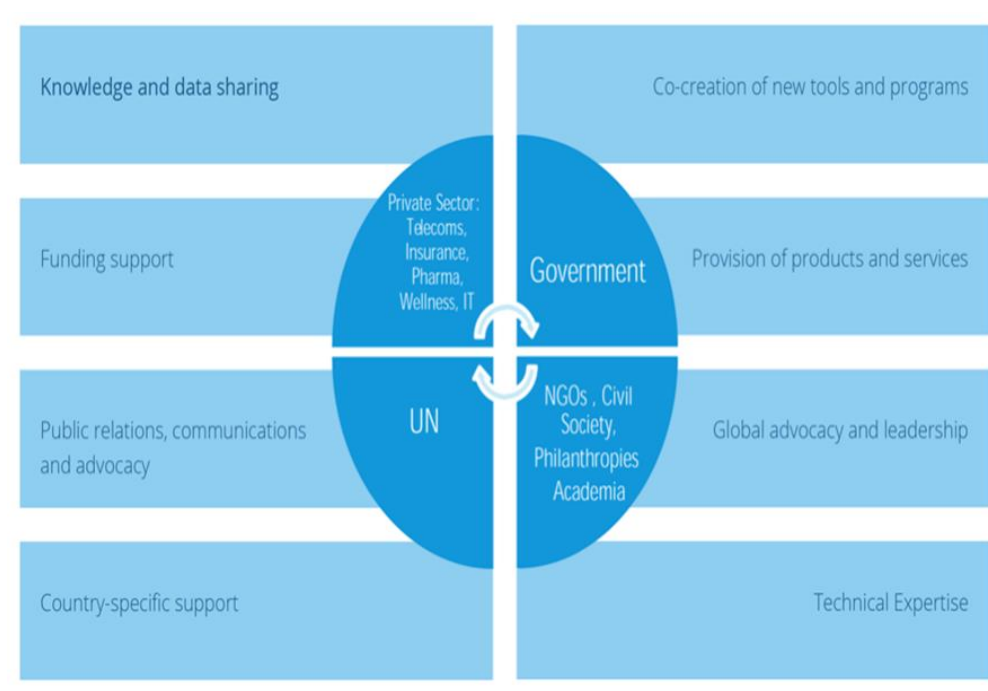 Knowledge and data sharing
Co-creation of new tools and programs
Private Sector:
Telecoms,
Insurance,
Pharma,
Wellness, IT
Government
Funding support
Provision of products and services
UN
NGOs , Civil
Society,
Philanthropies
Academia
Public relations, communications
and advocacy
Global advocacy and leadership
Country-specific support
Technical Expertise